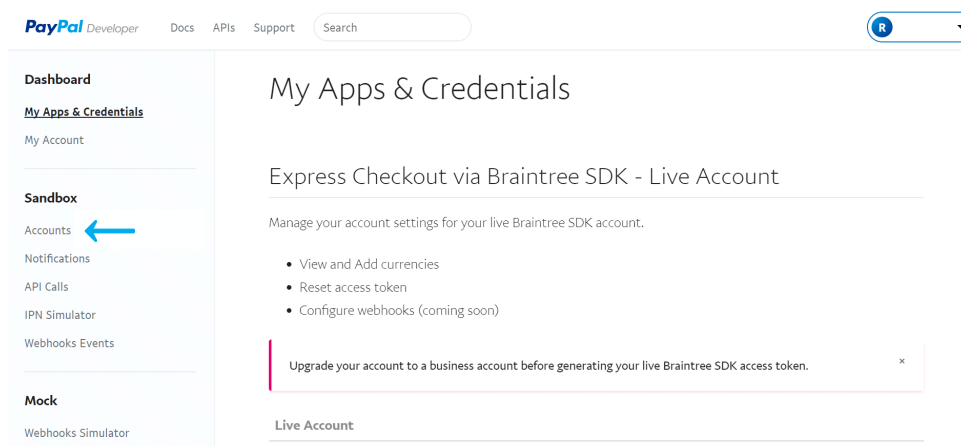 PayPal Developer
Docs APIs Support Search
R
Dashboard
My Apps & Credentials
My Account
Sandbox
Accounts
Notifications
API Calls
IPN Simulator
Webhooks Events
Mock
Webhooks Simulator
My Apps & Credentials
Express Checkout via Braintree SDK - Live Account
Manage your account settings for your live Braintree SDK account.
• View and Add currencies
• Reset access token
• Configure webhooks (coming soon)
Upgrade your account to a business account before generating your live Braintree SDK access token. ×
Live Account